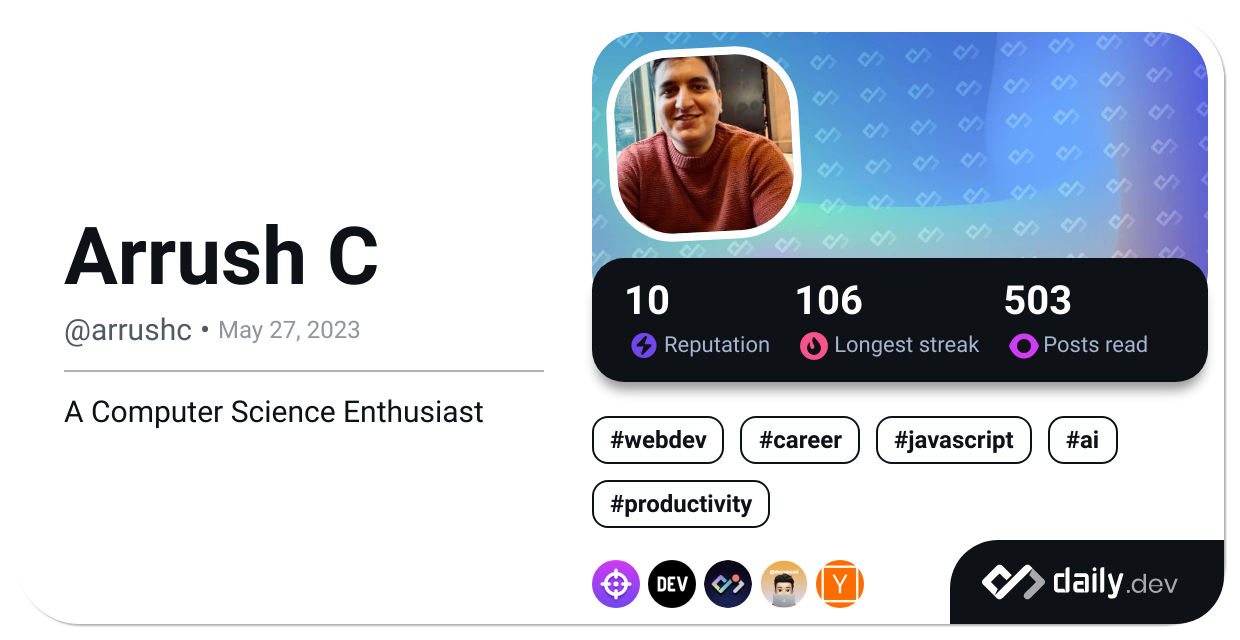 Arrush C
@arrushc • May 27, 2023
A Computer Science Enthusiast
10 106 503
Reputation Longest streak Posts read
#webdev #career #javascript #ai
#productivity
DEV Y
daily.dev